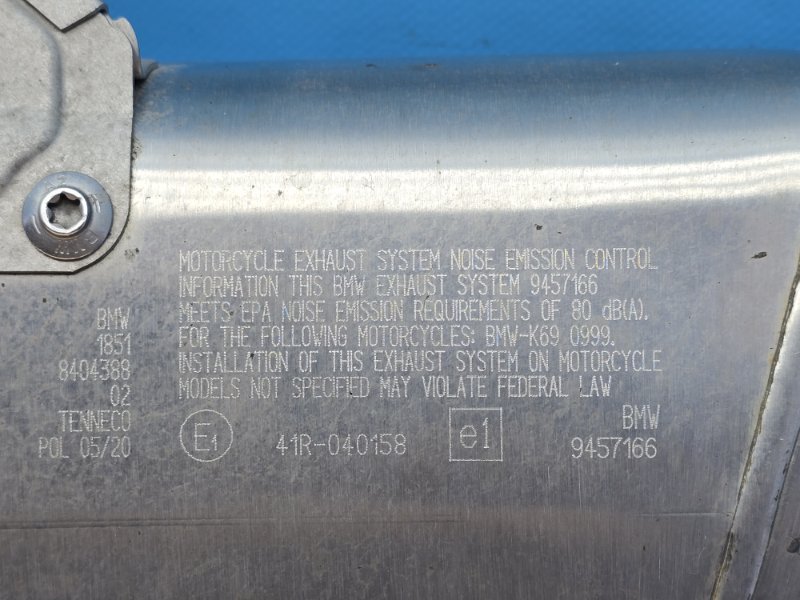 MOTORCYCLE EXHAUST SYSTEM NOISE EMISSION CONTROL
INFORMATION THIS BMW EXHAUST SYSTEM 9457166
MEETS EPA NOISE EMISSION REQUIREMENTS OF 80 dB(A).
FOR THE FOLLOWING MOTORCYCLES: BMW-K69 0999.
INSTALLATION OF THIS EXHAUST SYSTEM ON MOTORCYCLE
MODELS NOT SPECIFIED MAY VIOLATE FEDERAL LAW
BMW
1851
8404388
02
TENNECO
POL 05/20
E1
41R-040158
e1
BMW
9457166